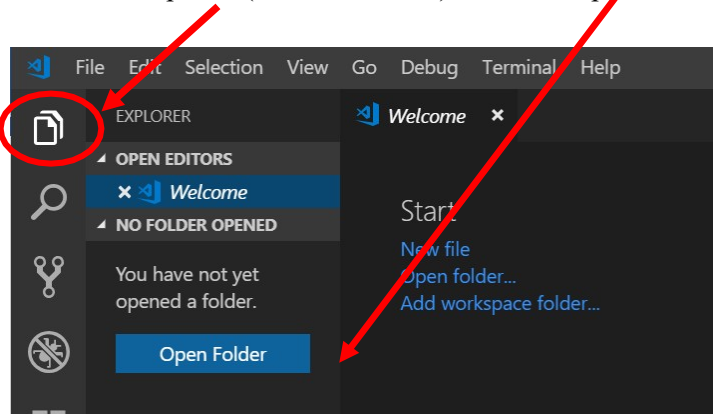 File Edit Selection View Go Debug Terminal Help
EXPLORER
Welcome ×
OPEN EDITORS
× Welcome
NO FOLDER OPENED
You have not yet
opened a folder.
Open Folder
Start
New file
Open folder...
Add workspace folder...